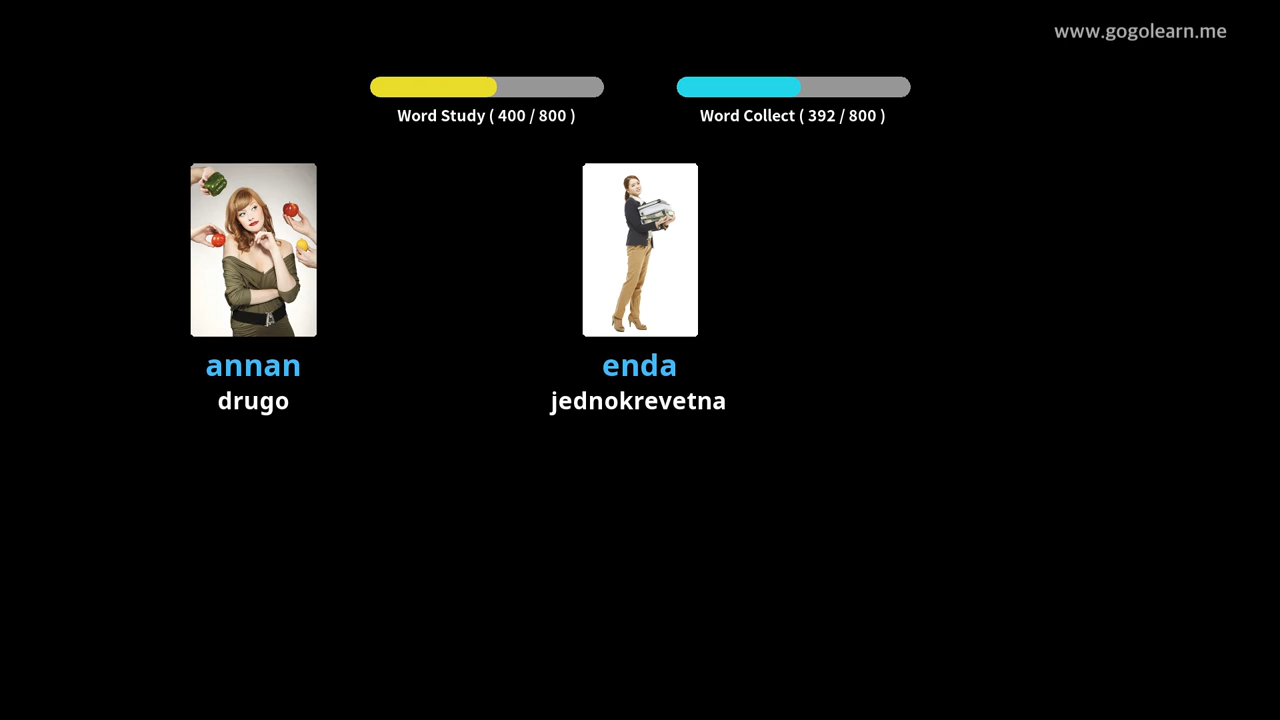 www.gogolearn.me
Word Study ( 400 / 800 )
Word Collect ( 392 / 800 )
annan
drugo
enda
jednokrevetna